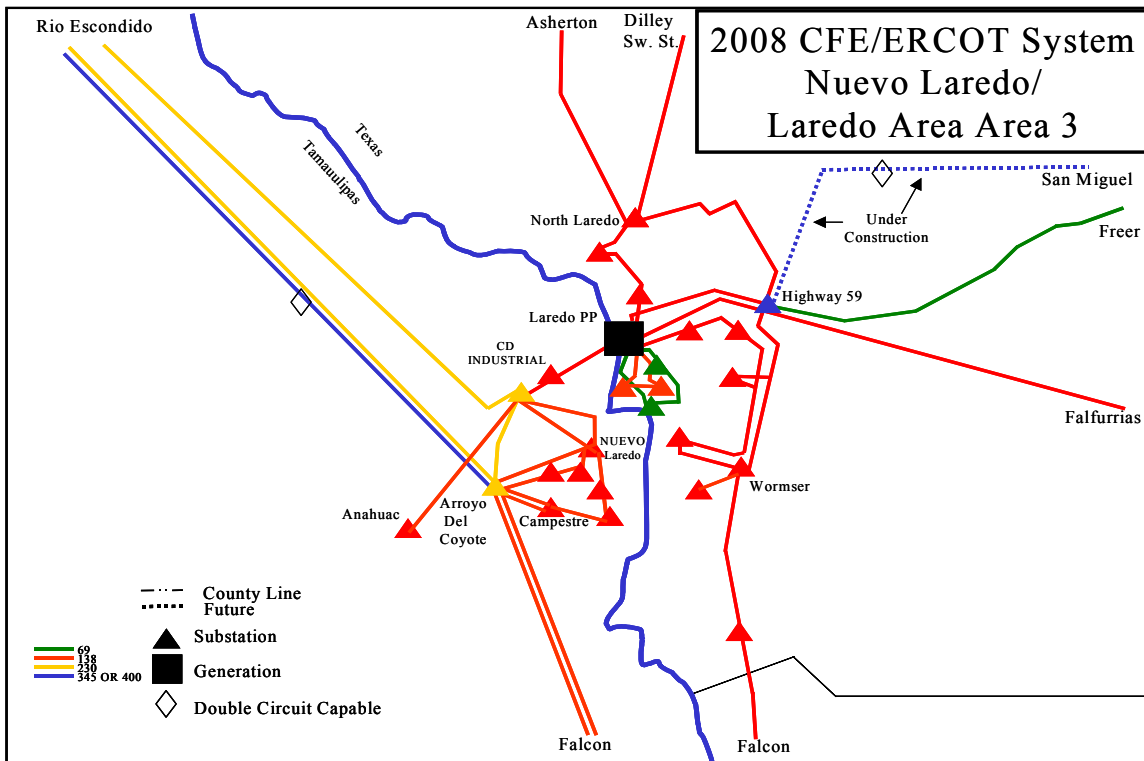 Rio Escondido
Asherton
Dilley
Sw. St.
2008 CFE/ERCOT System
Nuevo Laredo/
Laredo Area Area 3
Texas
Tamaulipas
San Miguel
North Laredo
Under
Construction
Freer
Highway 59
Laredo PP
CD
INDUSTRIAL
Falfurrias
NUEVO
Laredo
Wormser
Anahuac
Arroyo
Del
Coyote
Campestre
County Line
Future
Substation
69
138
230
345 OR 400
Generation
Double Circuit Capable
Falcon
Falcon